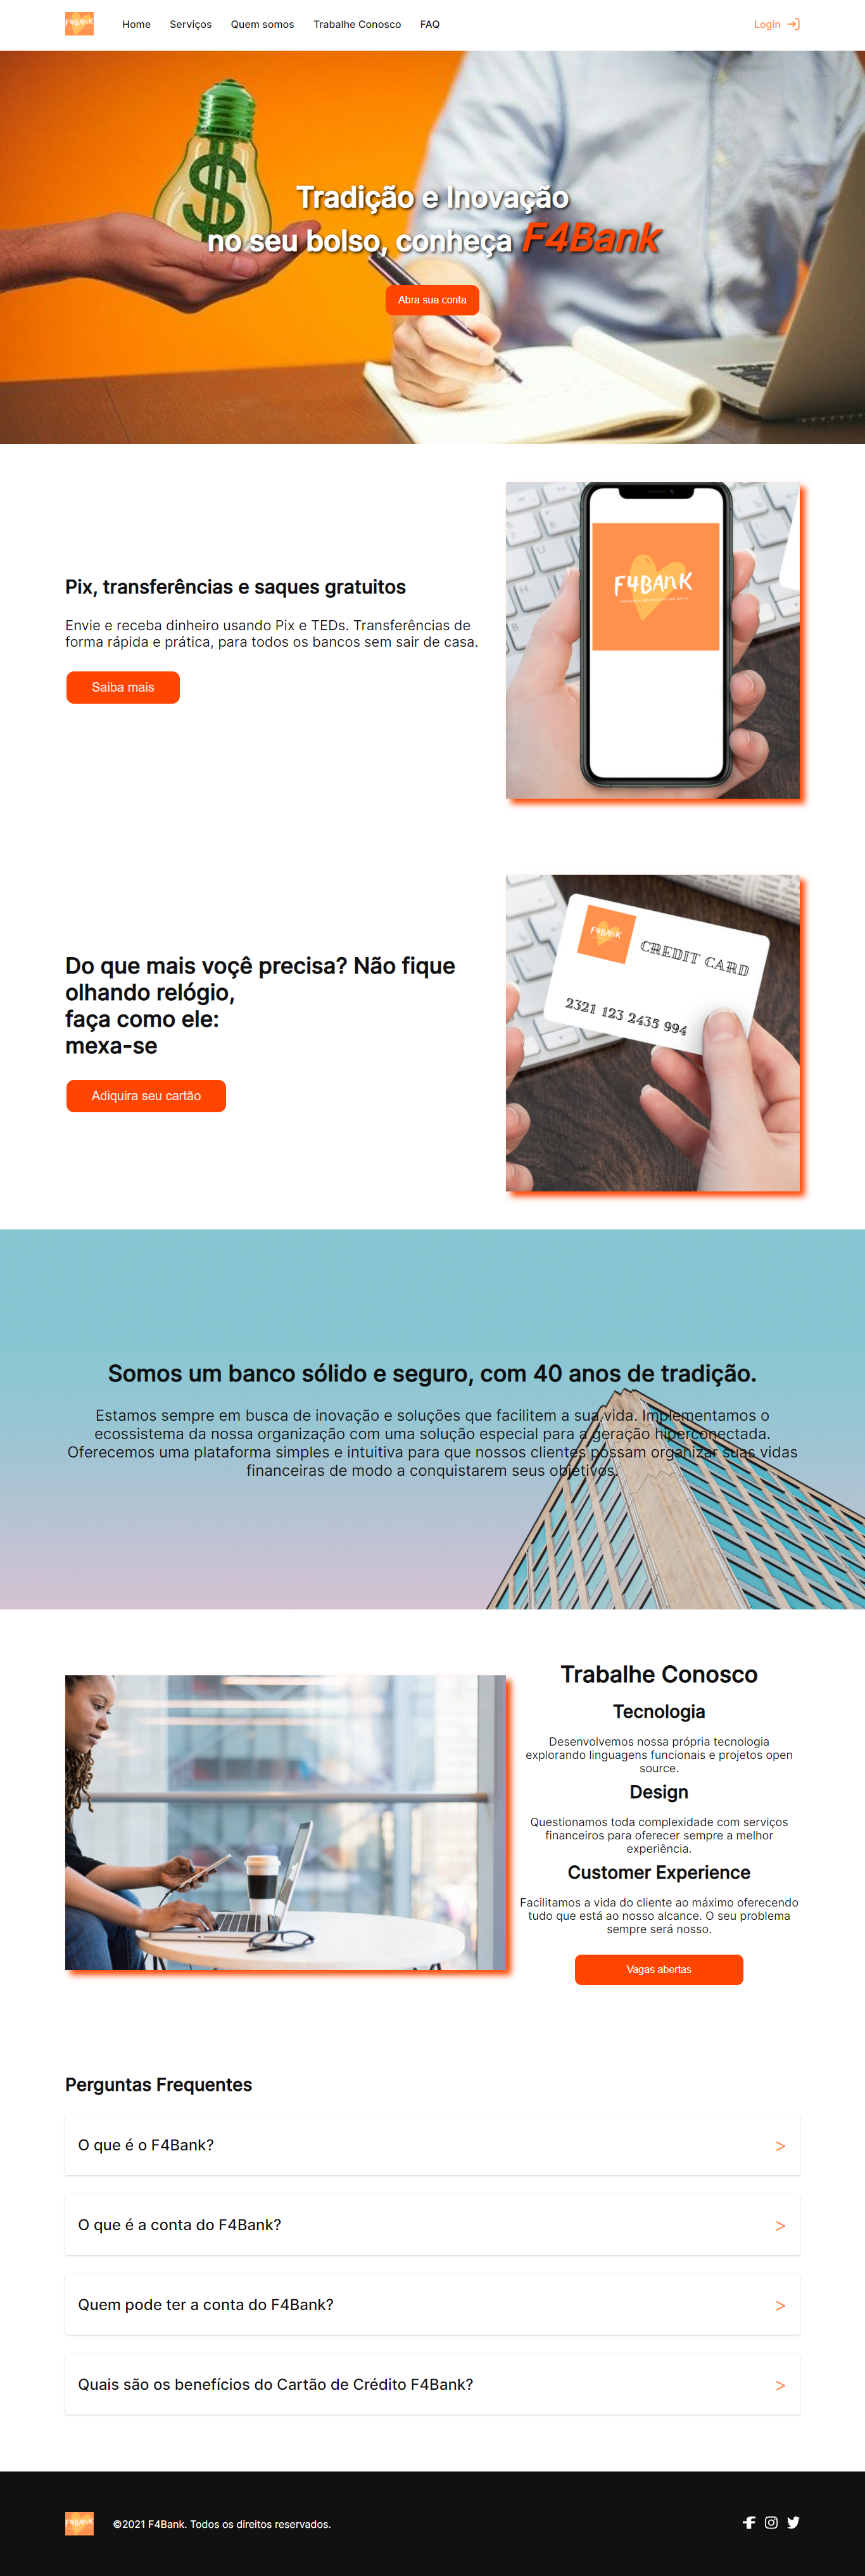 F4BANK
Home
Serviços
Quem somos
Trabalhe Conosco
FAQ
Login
$
Tradição e Inovação
no seu bolso, conheça F4Bank
Abra sua conta
F4BANK
Pix, transferências e saques gratuitos
Envie e receba dinheiro usando Pix e TEDs. Transferências de
forma rápida e prática, para todos os bancos sem sair de casa.
Saiba mais
F4BANK
CREDIT CARD
2321 123 2435 994
Do que mais voçê precisa? Não fique
olhando relógio,
faça como ele:
mexa-se
Adiquira seu cartão
Somos um banco sólido e seguro, com 40 anos de tradição.
Estamos sempre em busca de inovação e soluções que facilitem a sua vida. Implementamos o
ecossistema da nossa organização com uma solução especial para a geração hiperconectada.
Oferecemos uma plataforma simples e intuitiva para que nossos clientes possam organizar suas vidas
financeiras de modo a conquistarem seus objetivos.
Trabalhe Conosco
Tecnologia
Desenvolvemos nossa própria tecnologia
explorando linguagens funcionais e projetos open
source.
Design
Questionamos toda complexidade com serviços
financeiros para oferecer sempre a melhor
experiência.
Customer Experience
Facilitamos a vida do cliente ao máximo oferecendo
tudo que está ao nosso alcance. O seu problema
sempre será nosso.
Vagas abertas
Perguntas Frequentes
O que é o F4Bank? >
O que é a conta do F4Bank? >
Quem pode ter a conta do F4Bank? >
Quais são os benefícios do Cartão de Crédito F4Bank? >
F4BANK
©2021 F4Bank. Todos os direitos reservados.